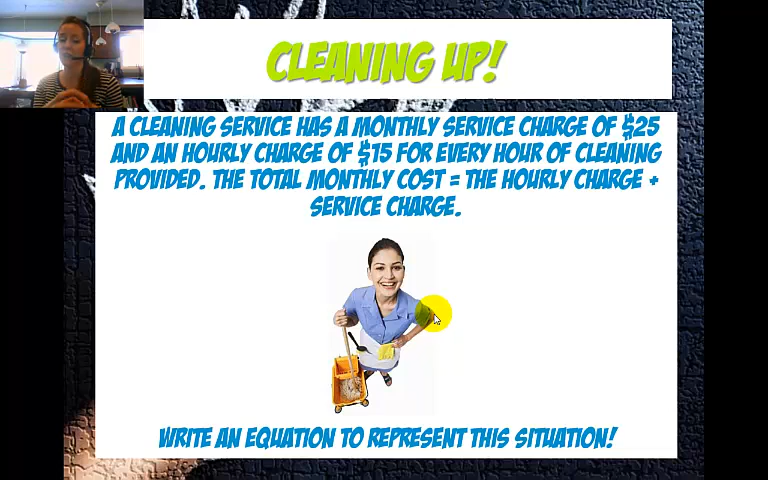 CLEANING UP!
A CLEANING SERVICE HAS A MONTHLY SERVICE CHARGE OF $25
AND AN HOURLY CHARGE OF $15 FOR EVERY HOUR OF CLEANING
PROVIDED. THE TOTAL MONTHLY COST = THE HOURLY CHARGE +
SERVICE CHARGE.
WRITE AN EQUATION TO REPRESENT THIS SITUATION!